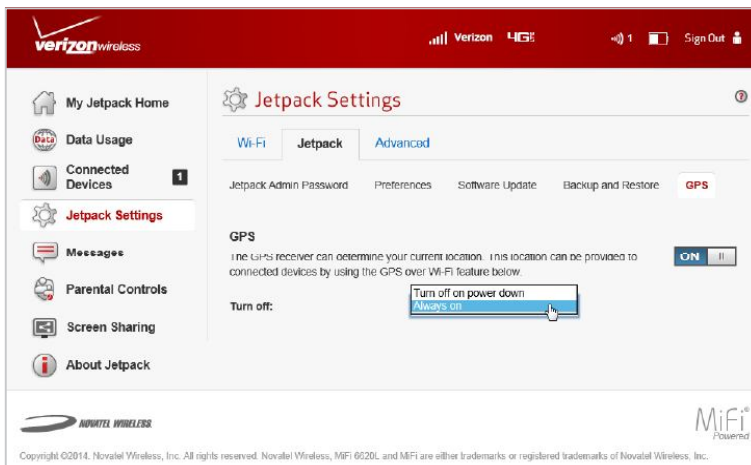 verizonwireless
Verizon 4G LTE
1
Sign Out
My Jetpack Home
Data Usage
Data
Connected
Devices
1
Jetpack Settings
Messages
Parental Controls
Screen Sharing
About Jetpack
Jetpack Settings
?
Wi-Fi Jetpack Advanced
Jetpack Admin Password Preferences Software Update Backup and Restore GPS
GPS
The GPS receiver can determine your current location. This location can be provided to
connected devices by using the GPS over Wi-Fi feature below.
ON
Turn off:
Turn off on power down
Always on
NOVATEL WIRELESS
MiFi
Powered
Copyright ©2014. Novatel Wireless, Inc. All rights reserved. Novatel Wireless, MiFi 6620L and MiFi are either trademarks or registered trademarks of Novatel Wireless, Inc.